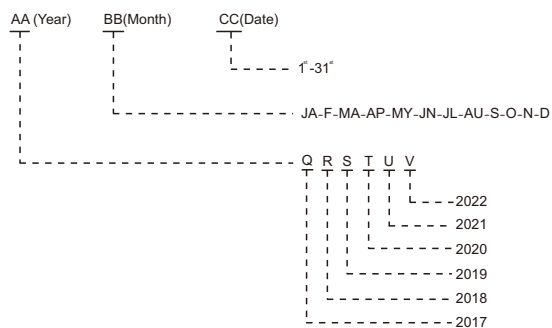 AA (Year) BB(Month) CC(Date)
1st-31st
JA-F-MA-AP-MY-JN-JL-AU-S-O-N-D
Q R S T U V
2022
2021
2020
2019
2018
2017